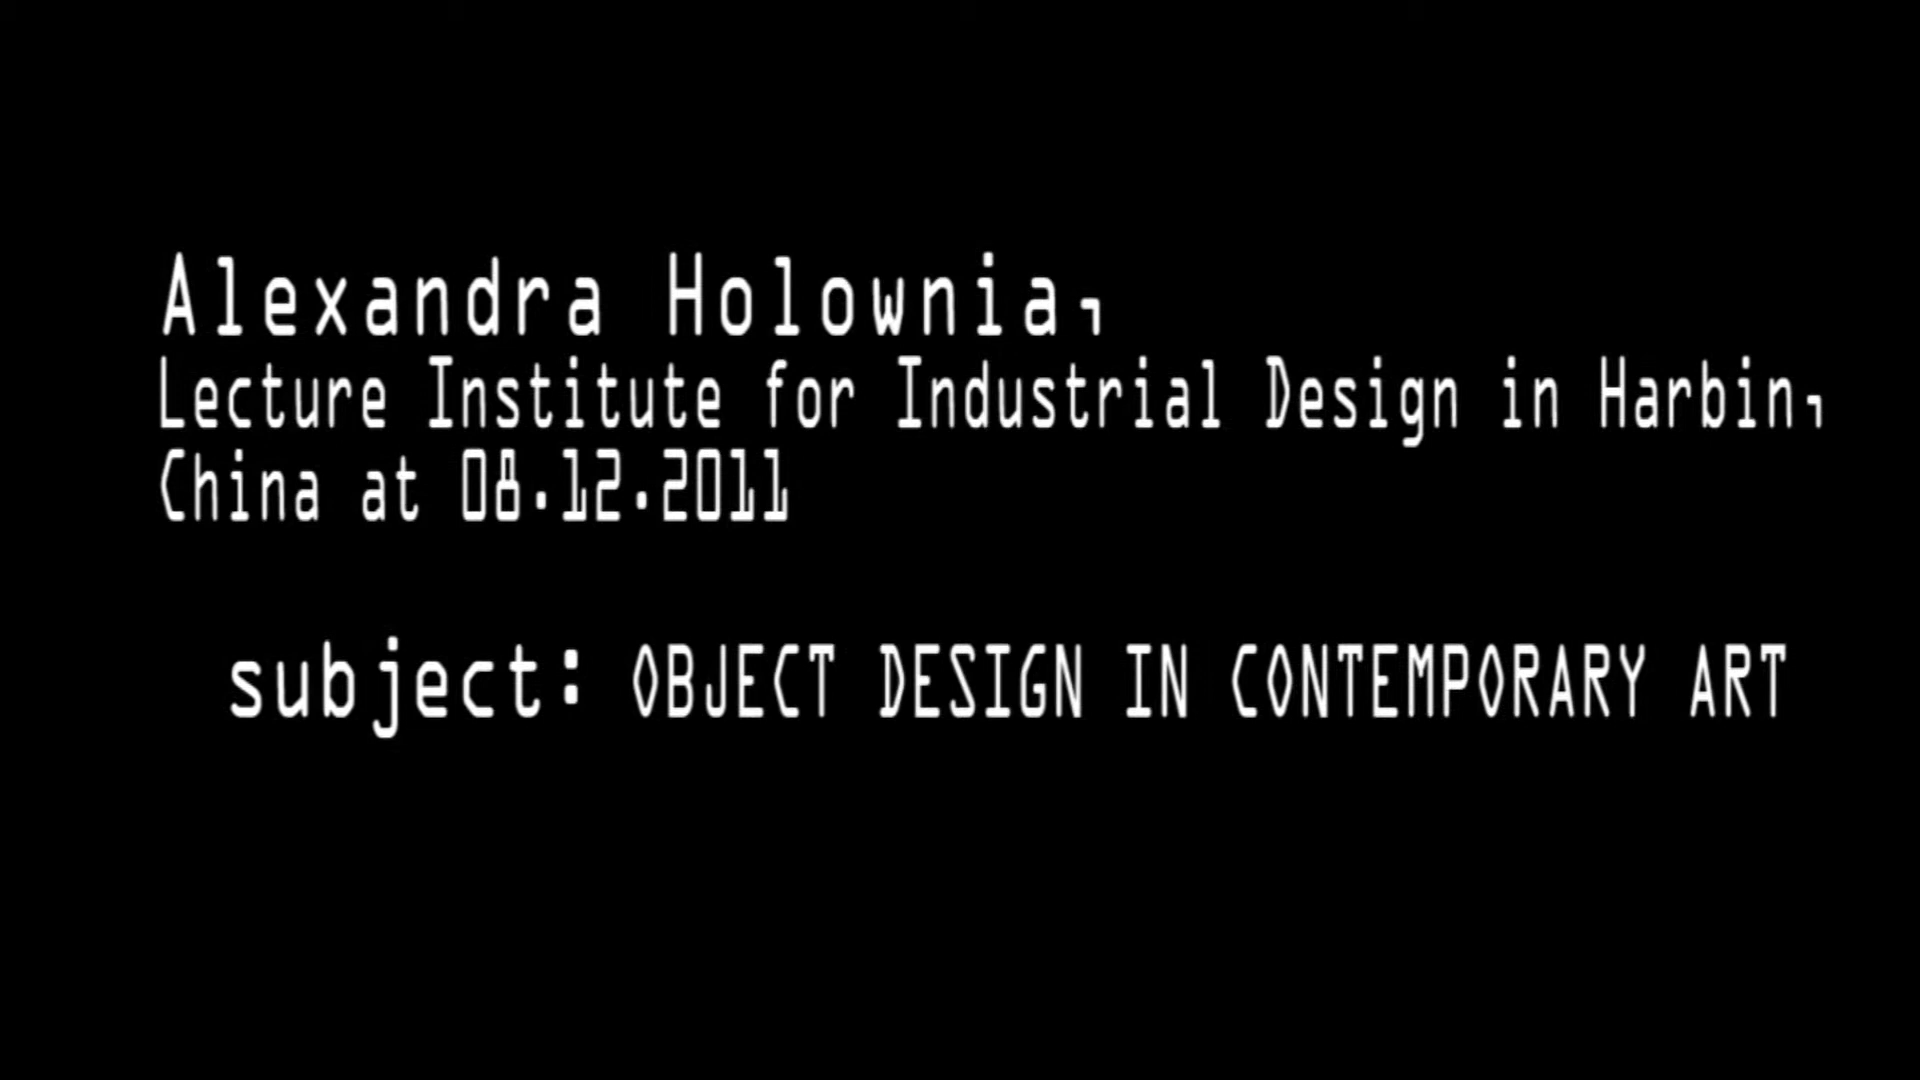 Alexandra Holownia,
Lecture Institute for Industrial Design in Harbin,
China at 08.12.2011
subject: OBJECT DESIGN IN CONTEMPORARY ART